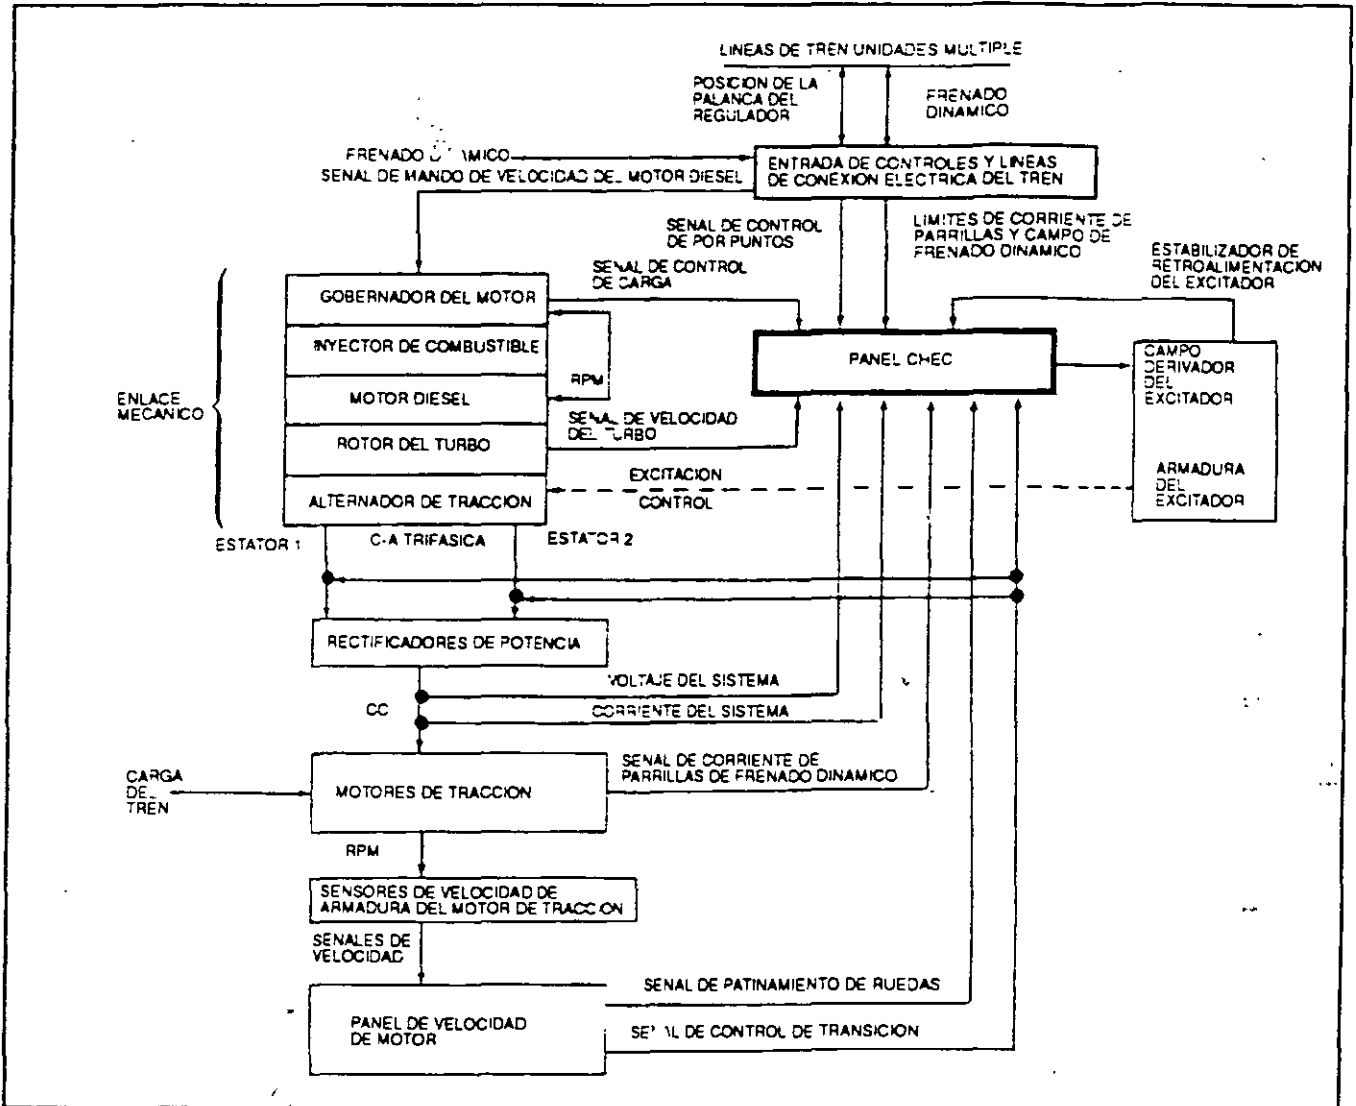 LINEAS DE TREN UNIDADES MULTIPLE
POSICION DE LA
PALANCA DEL
REGULADOR
FRENADO
DINAMICO
FRENADO
SENAL DE MANDO DE VELOCIDAD DEL MOTOR DIESEL
ENTRADA DE CONTROLES Y LINEAS
DE CONEXION ELECTRICA DEL TREN
SENAL DE CONTROL
DE POR PUNTOS
LIMITES DE CORRIENTE DE
PARRILLAS Y CAMPO DE
FRENADO DINAMICO
ESTABILIZADOR DE
RETROALIMENTACION
DEL EXCITADOR
SENAL DE CONTROL
DE CARGA
GOBERNADOR DEL MOTOR
INYECTOR DE COMBUSTIBLE
MOTOR DIESEL
ROTOR DEL TURBO
ALTERNADOR DE TRACCION
RPM
ENLACE
MECANICO
PANEL CHEC
CAMPO
DERIVADOR
DEL
EXCITADOR
ARMADURA
DEL
EXCITADOR
SENAL DE VELOCIDAD
DEL TURBO
EXCITACION
CONTROL
ESTATOR 1
C-A TRIFASICA
ESTATOR 2
RECTIFICADORES DE POTENCIA
VOLTAJE DEL SISTEMA
CC
CORRIENTE DEL SISTEMA
SENAL DE CORRIENTE DE
PARRILLAS DE FRENADO DINAMICO
CARGA
DEL
TREN
MOTORES DE TRACCION
RPM
SENSORES DE VELOCIDAD DE
ARMADURA DEL MOTOR DE TRACCION
SENALES DE
VELOCIDAD
SENAL DE PATINAMIENTO DE RUEDAS
PANEL DE VELOCIDAD
DE MOTOR
DE CONTROL DE TRANSICION